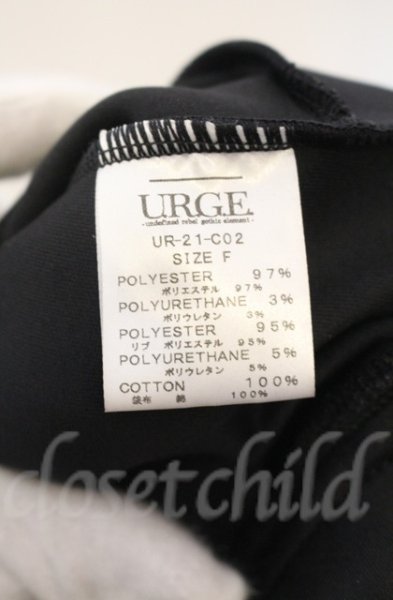 URGE
- undefined rebel gothic element -
UR-21-C02
SIZE F
POLYESTER 97%
ポリエステル 97%
POLYURETHANE 3%
ポリウレタン 3%
POLYESTER 95%
リブ ポリエステル 95%
POLYURETHANE 5%
ポリウレタン 5%
COTTON 100%
袋布 綿 100%
closetchild